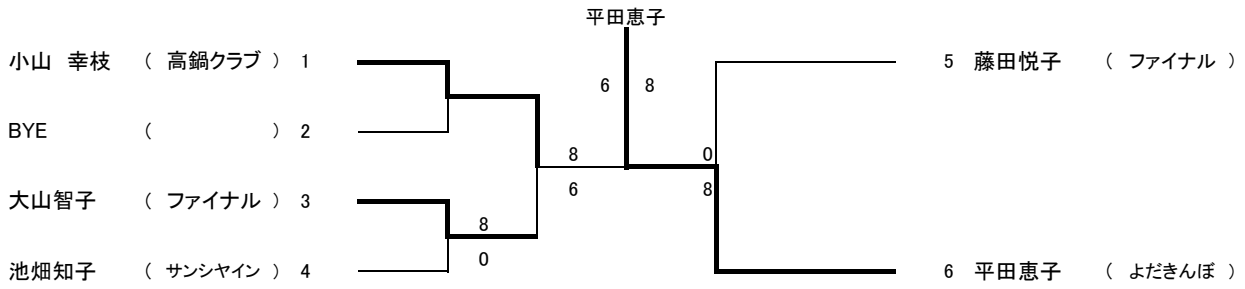 平田恵子
小山　幸枝 （ 高鍋クラブ ） 1
5 藤田悦子 （ ファイナル ）
6 8
BYE （ ） 2
8 0
6 8
大山智子 （ ファイナル ） 3
8
0
池畑知子 （ サンシヤイン ） 4
6 平田恵子 （ よだきんぼ ）